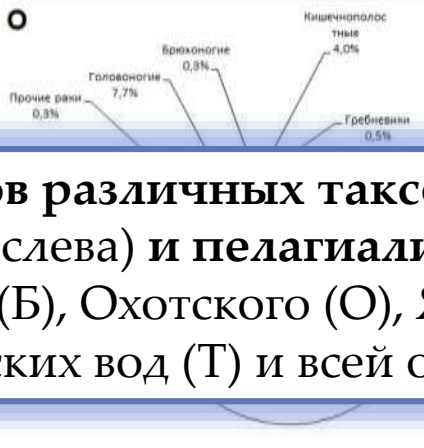 О
Кишечнополос
тные
4,0%
Брюхоногие
0,3%
Головоногие
7,7%
Прочие раки
0,3%
Гребневики
0,5%
ов различных таксо
слева) и пелагиали
(Б), Охотского (О),
ских вод (Т) и всей о